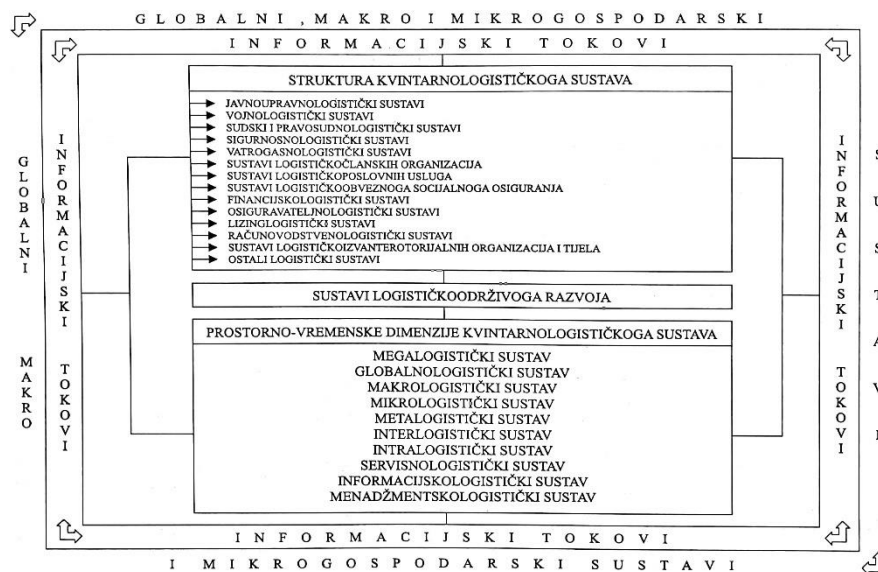 GLOBALNI , MAKRO I MIKROGOSPODARSKI
INFORMACIJSKI TOKOVI
STRUKTURA KVINTARNOLOGISTIČKOGA SUSTAVA
JAVNOUPRAVNOLOGISTIČKI SUSTAVI
VOJNOLOGISTIČKI SUSTAVI
SUDSKI I PRAVOSUDNOLOGISTIČKI SUSTAVI
SIGURNOSNOLOGISTIČKI SUSTAVI
VATROGASNOLOGISTIČKI SUSTAVI
SUSTAVI LOGISTIČKOČLANSKIH ORGANIZACIJA
SUSTAVI LOGISTIČKOPOSLOVNIH USLUGA
SUSTAVI LOGISTIČKOOBVEZNOGA SOCIJALNOGA OSIGURANJA
FINANCIJSKOLOGISTIČKI SUSTAVI
OSIGURAVATELJNOLOGISTIČKI SUSTAVI
LIZINGLOGISTIČKI SUSTAVI
RAČUNOVODSTVENOLOGISTIČKI SUSTAVI
SUSTAVI LOGISTIČKOIZVANTEROTORIJALNIH ORGANIZACIJA I TIJELA
OSTALI LOGISTIČKI SUSTAVI
SUSTAVI LOGISTIČKOODRŽIVOGA RAZVOJA
PROSTORNO-VREMENSKE DIMENZIJE KVINTARNOLOGISTIČKOGA SUSTAVA
MEGALOGISTIČKI SUSTAV
GLOBALNOLOGISTIČKI SUSTAV
MAKROLOGISTIČKI SUSTAV
MIKROLOGISTIČKI SUSTAV
METALOGISTIČKI SUSTAV
INTERLOGISTIČKI SUSTAV
INTRALOGISTIČKI SUSTAV
SERVISNOLOGISTIČKI SUSTAV
INFORMACIJSKOLOGISTIČKI SUSTAV
MENADŽMENTSKOLOGISTIČKI SUSTAV
GLOBALNI MAKRO
INFORMACIJSKI TOKOVI
INFORMACIJSKI TOKOVI
SUSTAVI
INFORMACIJSKI TOKOVI
I MIKROGOSPODARSKI SUSTAVI